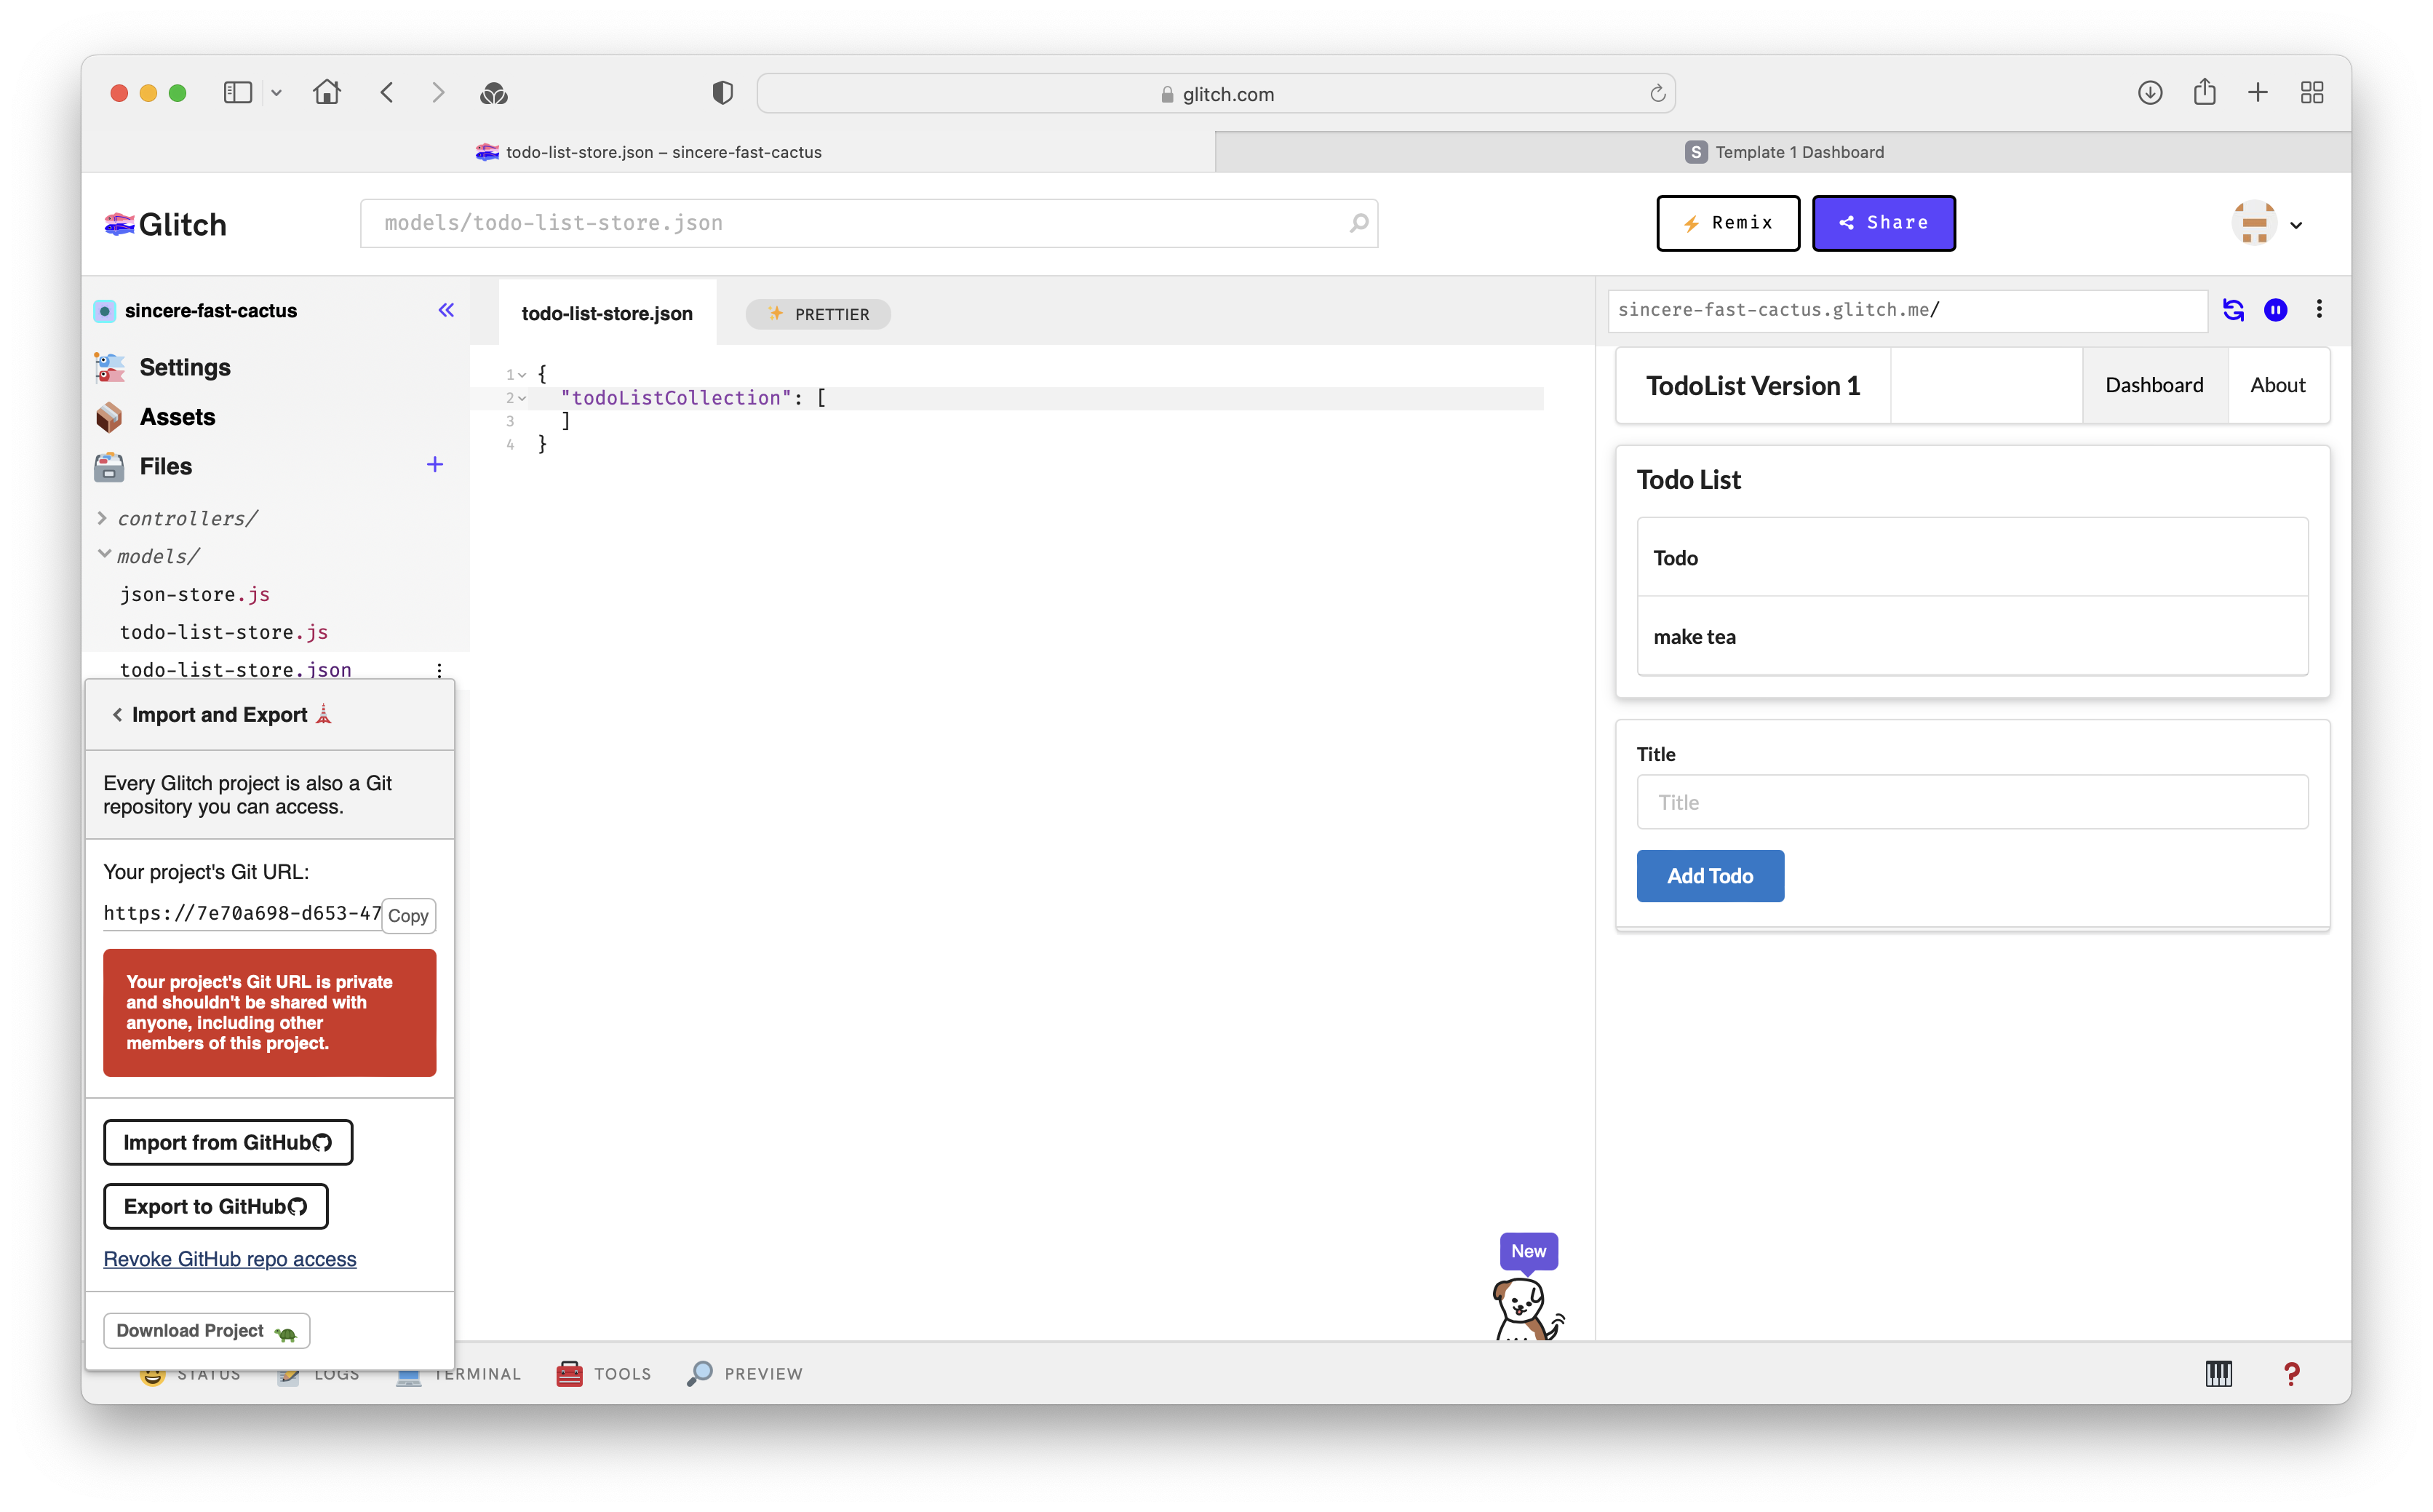 glitch.com
todo-list-store.json – sincere-fast-cactus
S Template 1 Dashboard
Glitch
models/todo-list-store.json
Remix
Share
sincere-fast-cactus
Settings
Assets
Files
controllers/
models/
json-store.js
todo-list-store.js
todo-list-store.json
Import and Export
Every Glitch project is also a Git
repository you can access.
Your project's Git URL:
https://7e70a698-d653-47
Copy
Your project's Git URL is private
and shouldn't be shared with
anyone, including other
members of this project.
Import from GitHub
Export to GitHub
Revoke GitHub repo access
Download Project
todo-list-store.json
PRETTIER
1 {
2 "todoListCollection": [
3 ]
4 }
New
sincere-fast-cactus.glitch.me/
TodoList Version 1
Dashboard
About
Todo List
Todo
make tea
Title
Title
Add Todo
STATUS
LOGS
TERMINAL
TOOLS
PREVIEW
?